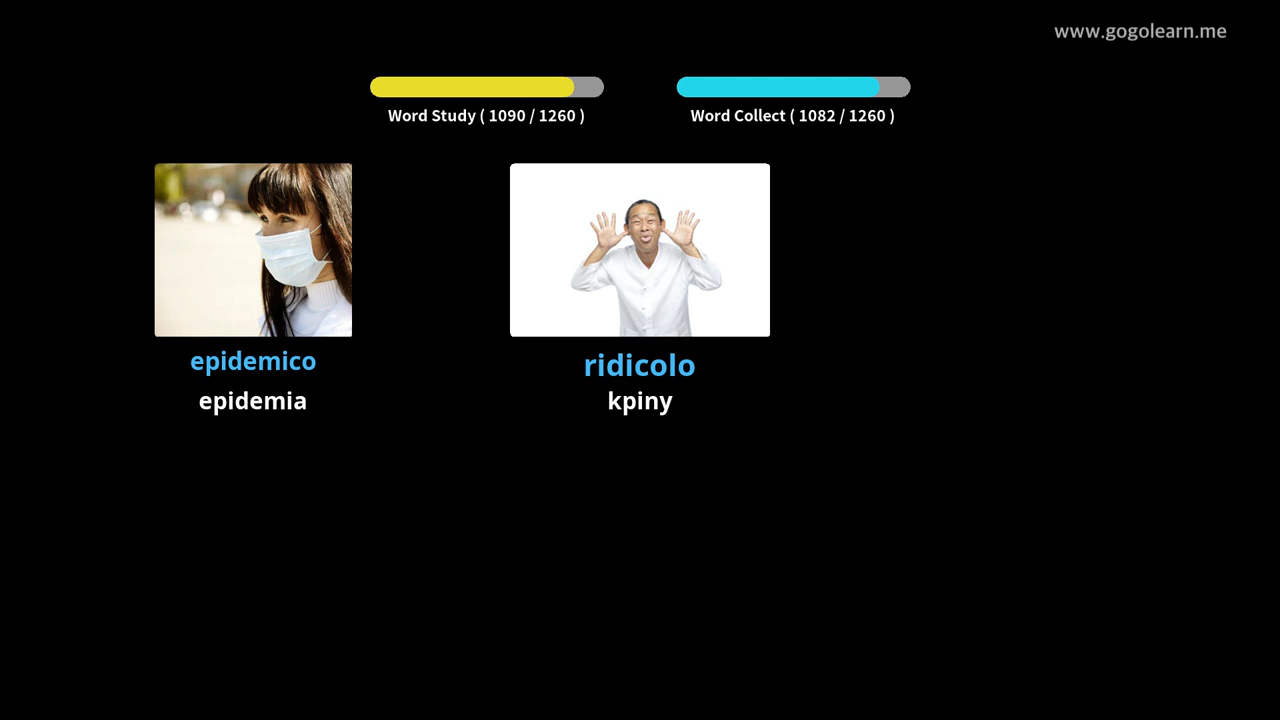 www.gogolearn.me
Word Study ( 1090 / 1260 )
Word Collect ( 1082 / 1260 )
epidemico
epidemia
ridicolo
kpiny